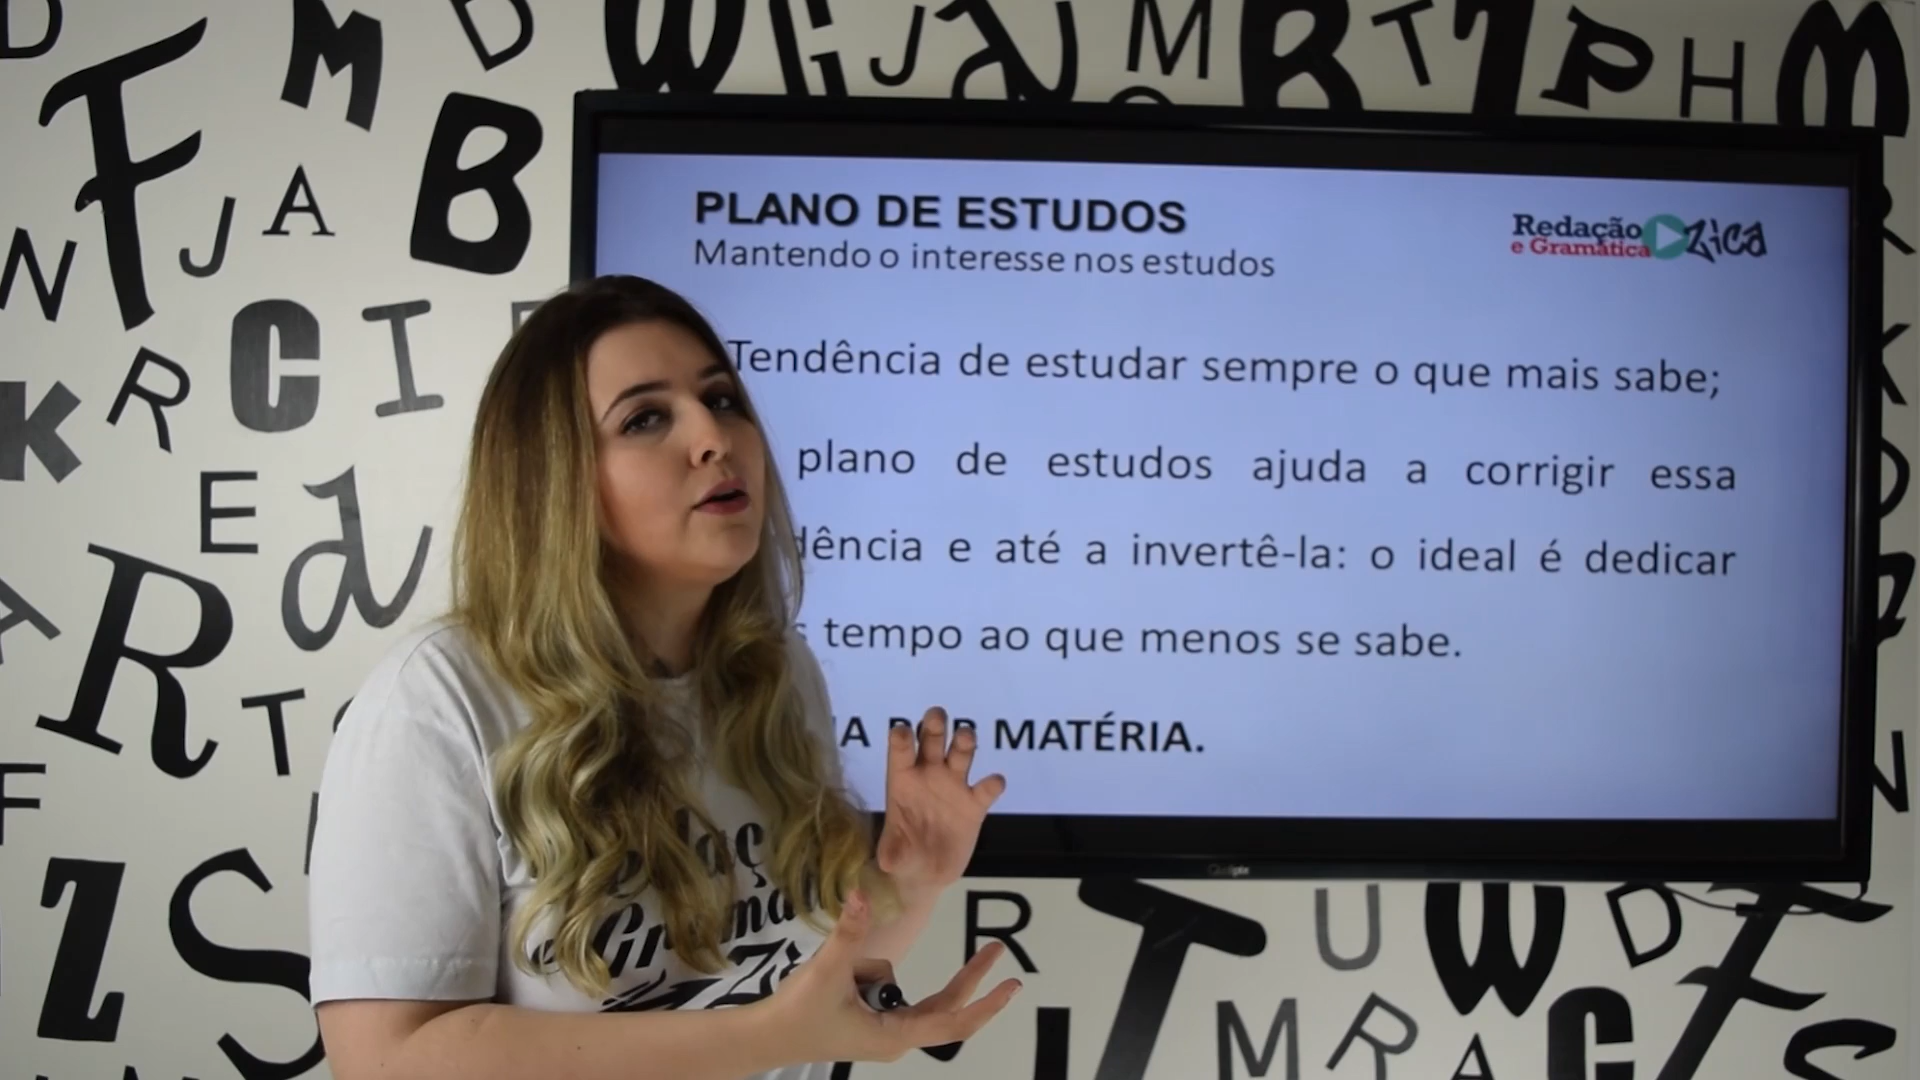 PLANO DE ESTUDOS
Mantendo o interesse nos estudos
Redação
e Gramática
Zica
Tendência de estudar sempre o que mais sabe;
plano de estudos ajuda a corrigir essa
dência e até a invertê-la: o ideal é dedicar
s tempo ao que menos se sabe.
A POR MATÉRIA.